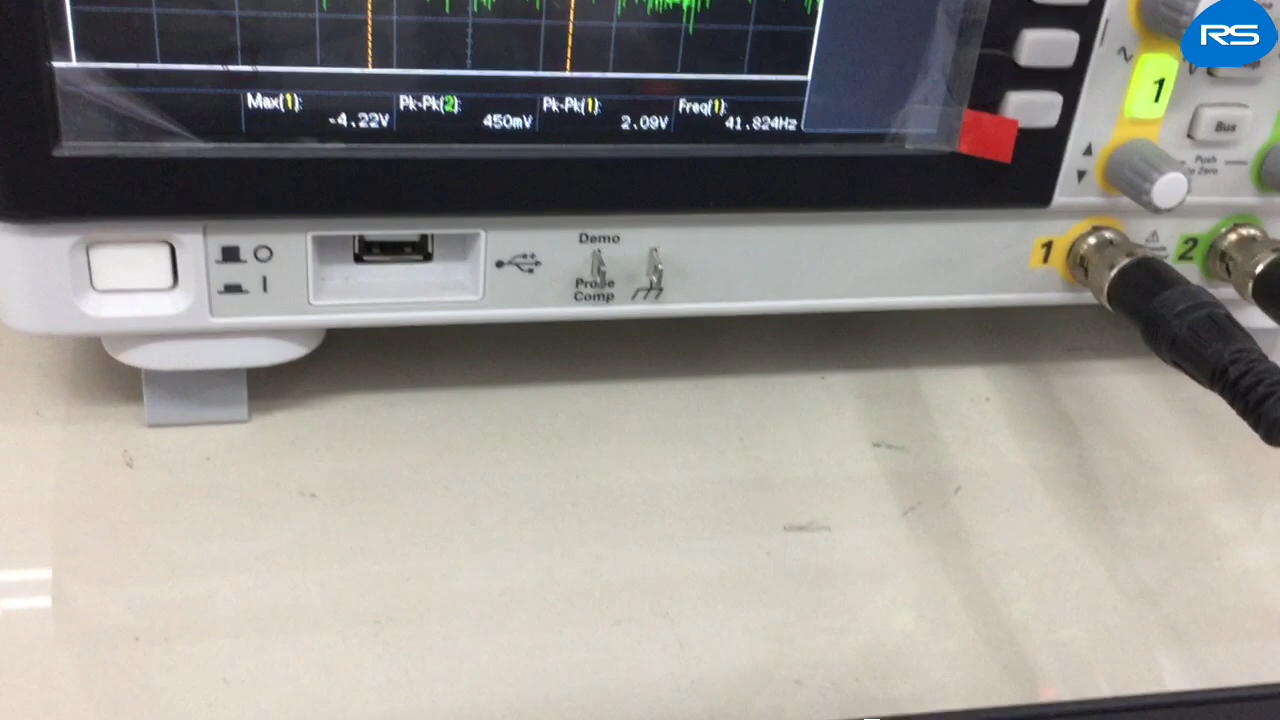 RS
Max(1):
-4.22V
Pk-Pk(2):
450mV
Pk-Pk(1):
2.09V
Freq(1):
41.824Hz
1
Bus
Push
to Zero
Demo
Probe
Comp
1
2